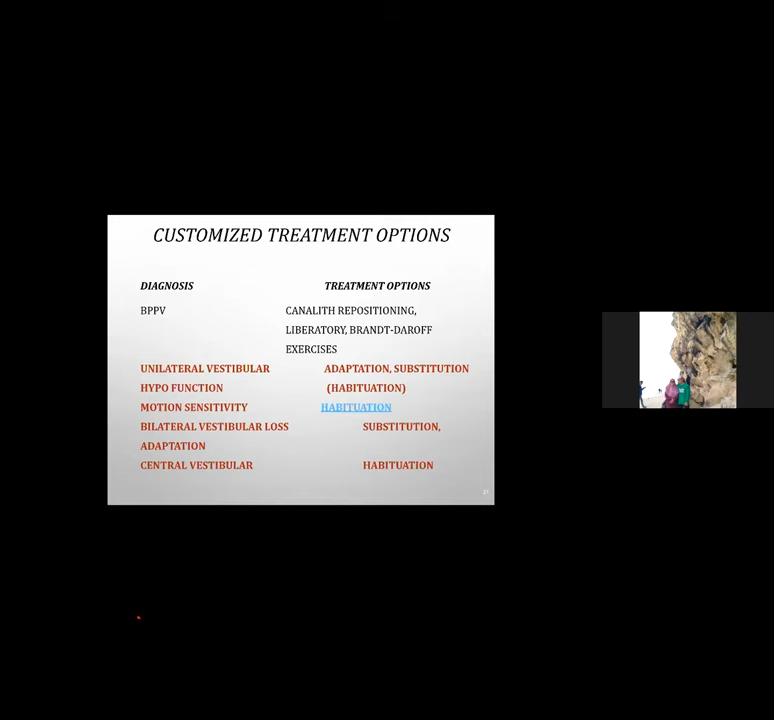 CUSTOMIZED TREATMENT OPTIONS
DIAGNOSIS TREATMENT OPTIONS
BPPV CANALITH REPOSITIONING,
LIBERATORY, BRANDT-DAROFF
EXERCISES
UNILATERAL VESTIBULAR ADAPTATION, SUBSTITUTION
HYPO FUNCTION (HABITUATION)
MOTION SENSITIVITY HABITUATION
BILATERAL VESTIBULAR LOSS SUBSTITUTION,
ADAPTATION
CENTRAL VESTIBULAR HABITUATION